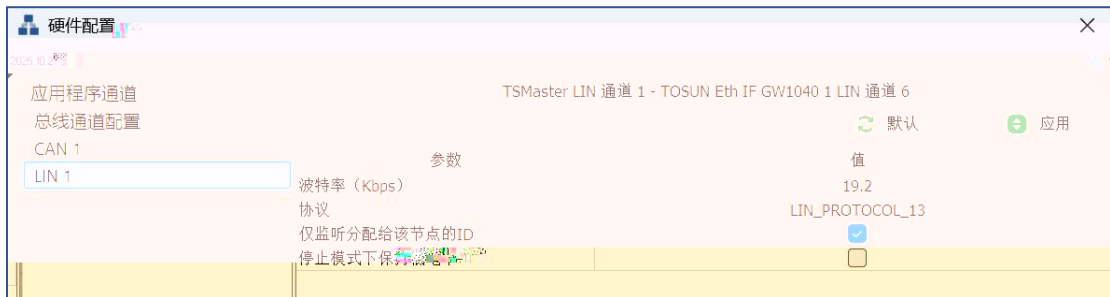 硬件配置
2025.10.2
应用程序通道
TSMaster LIN 通道 1 - TOSUN Eth IF GW1040 1 LIN 通道 6
总线通道配置
默认
应用
CAN 1
参数
值
LIN 1
波特率（Kbps）
19.2
协议
LIN_PROTOCOL_13
仅监听分配给该节点的ID
停止模式下保